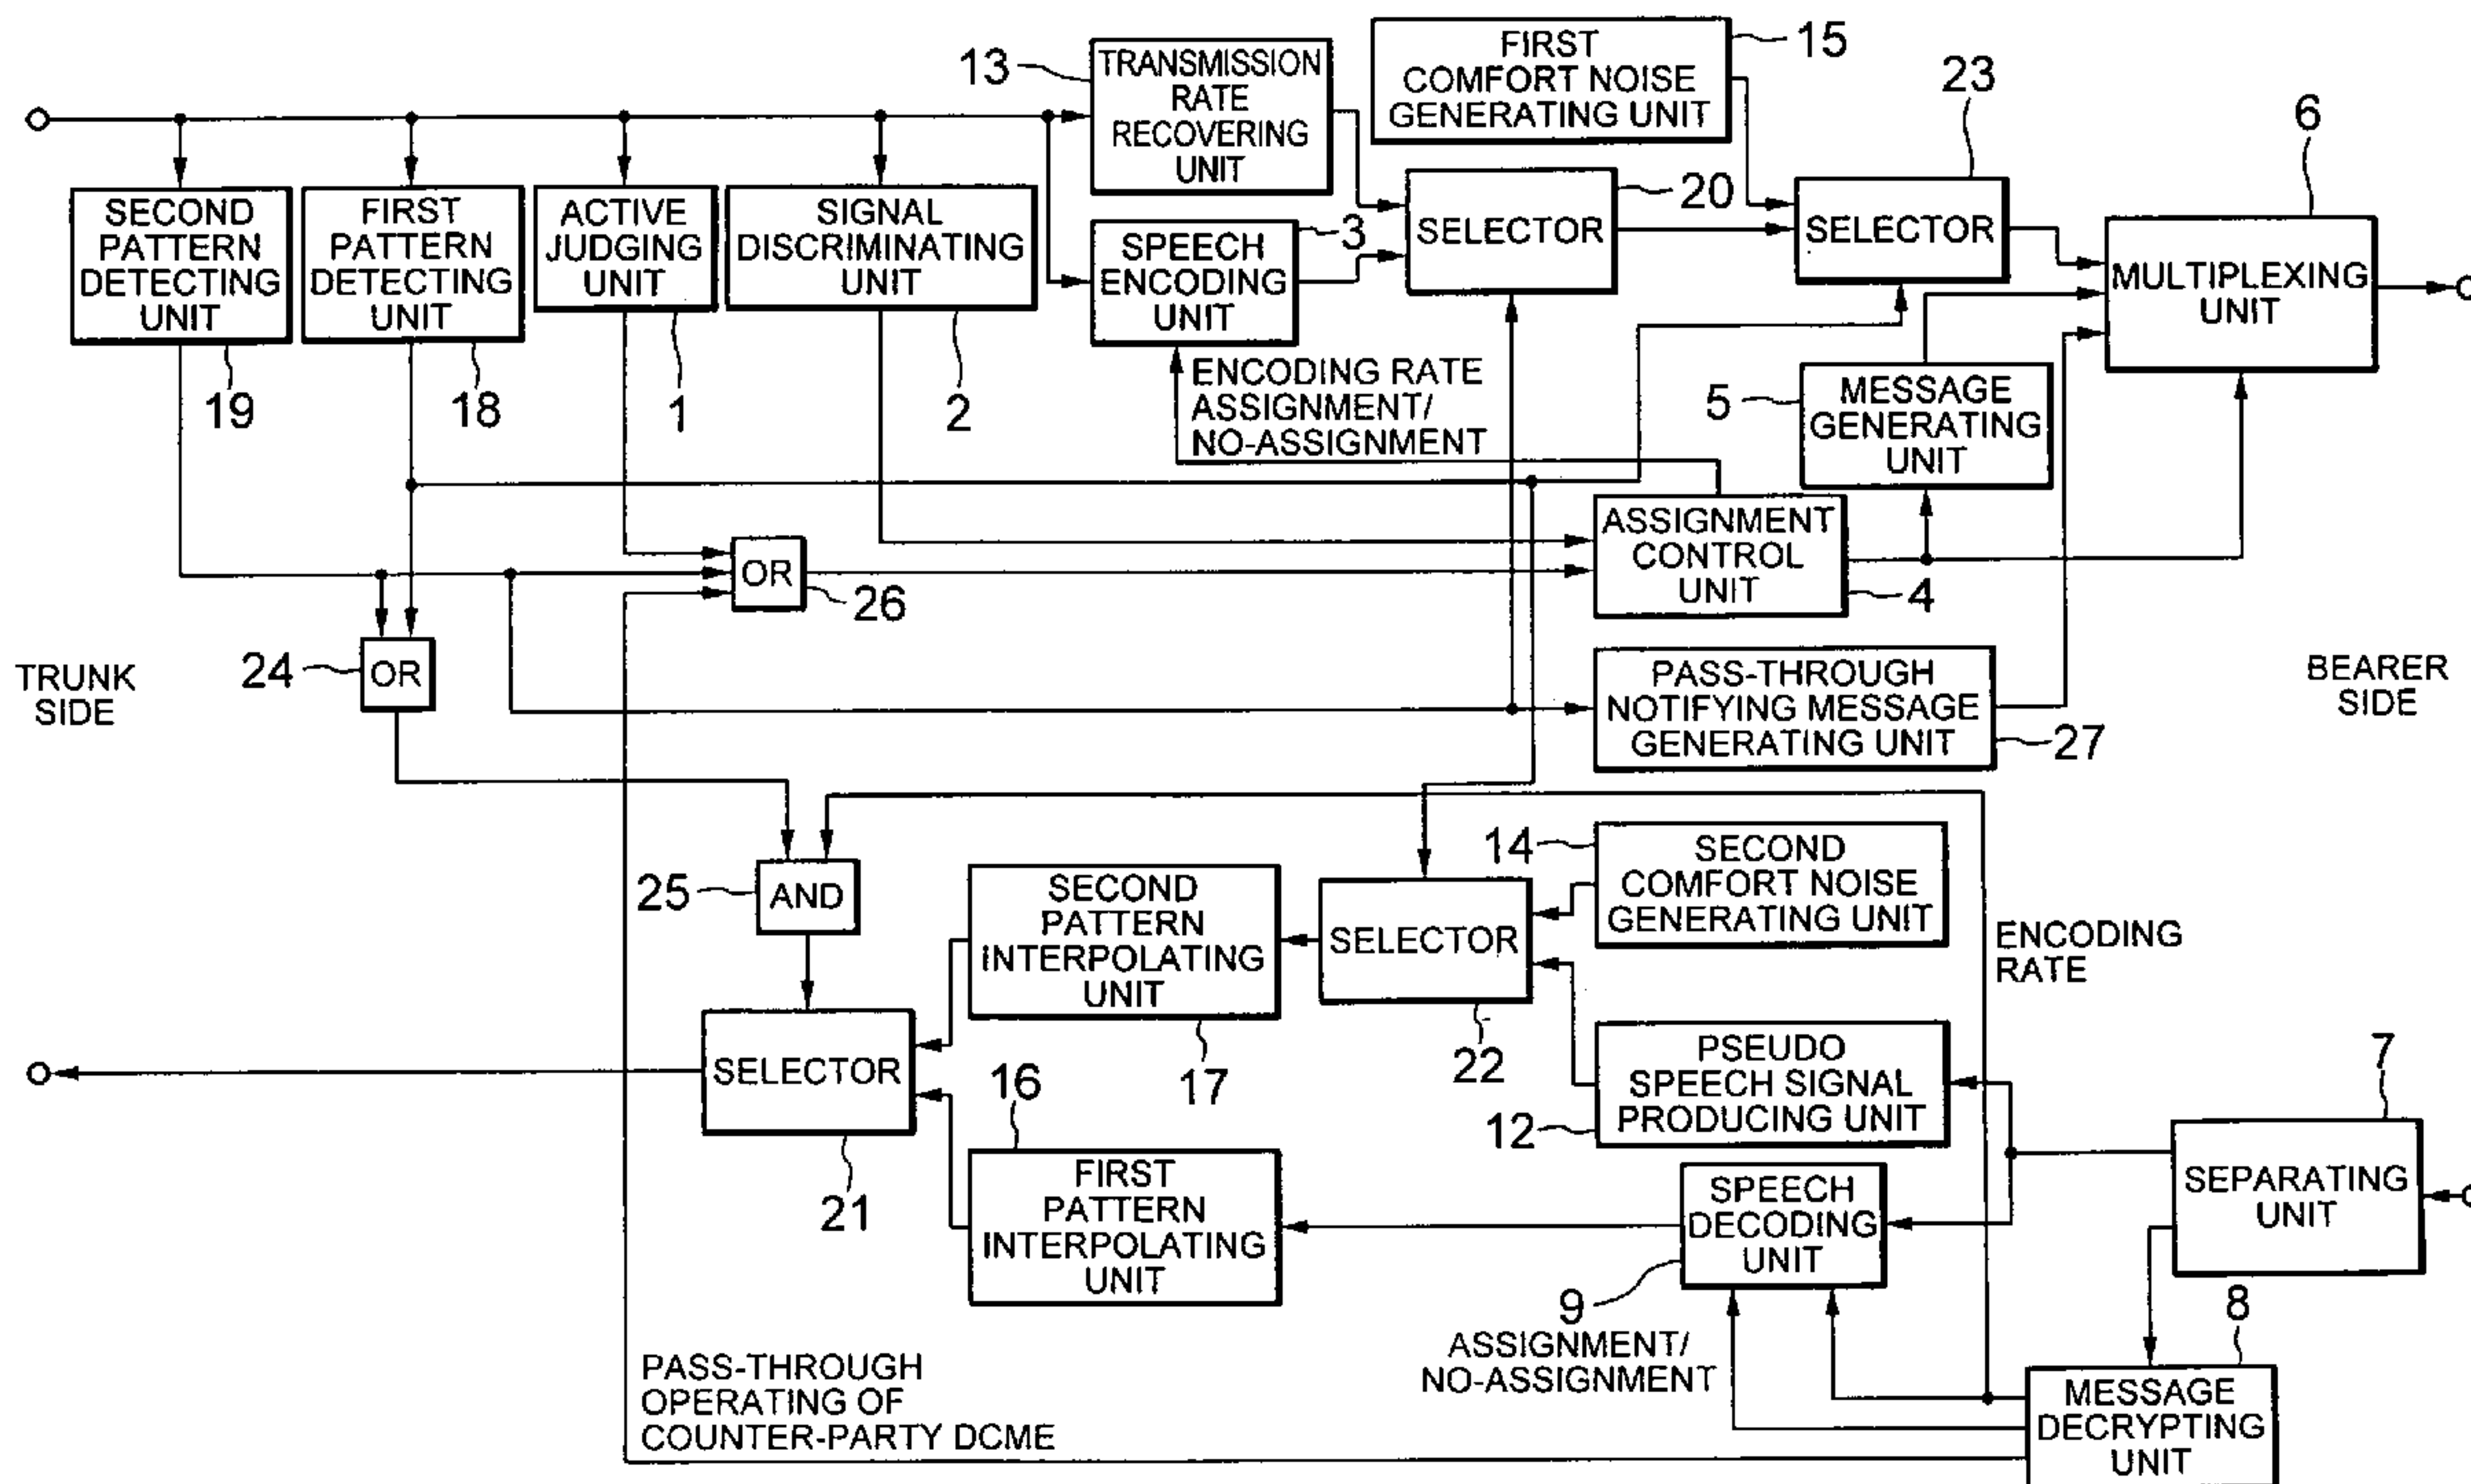 13
TRANSMISSION
RATE
RECOVERING
UNIT
FIRST
COMFORT NOISE
GENERATING UNIT
15
23
6
SECOND
PATTERN
DETECTING
UNIT
19
FIRST
PATTERN
DETECTING
UNIT
18
ACTIVE
JUDGING
UNIT
1
SIGNAL
DISCRIMINATING
UNIT
2
SPEECH
ENCODING
UNIT
3
SELECTOR
20
SELECTOR
MULTIPLEXING
UNIT
ENCODING RATE
ASSIGNMENT/
NO-ASSIGNMENT
5
MESSAGE
GENERATING
UNIT
OR
26
ASSIGNMENT
CONTROL
UNIT
4
24
OR
TRUNK
SIDE
PASS-THROUGH
NOTIFYING MESSAGE
GENERATING UNIT
27
BEARER
SIDE
25
AND
SECOND
PATTERN
INTERPOLATING
UNIT
17
SELECTOR
22
14
SECOND
COMFORT NOISE
GENERATING UNIT
ENCODING
RATE
SELECTOR
21
16
FIRST
PATTERN
INTERPOLATING
UNIT
PSEUDO
SPEECH SIGNAL
PRODUCING UNIT
12
SPEECH
DECODING
UNIT
9
7
SEPARATING
UNIT
8
ASSIGNMENT/
NO-ASSIGNMENT
PASS-THROUGH
OPERATING OF
COUNTER-PARTY DCME
MESSAGE
DECRYPTING
UNIT